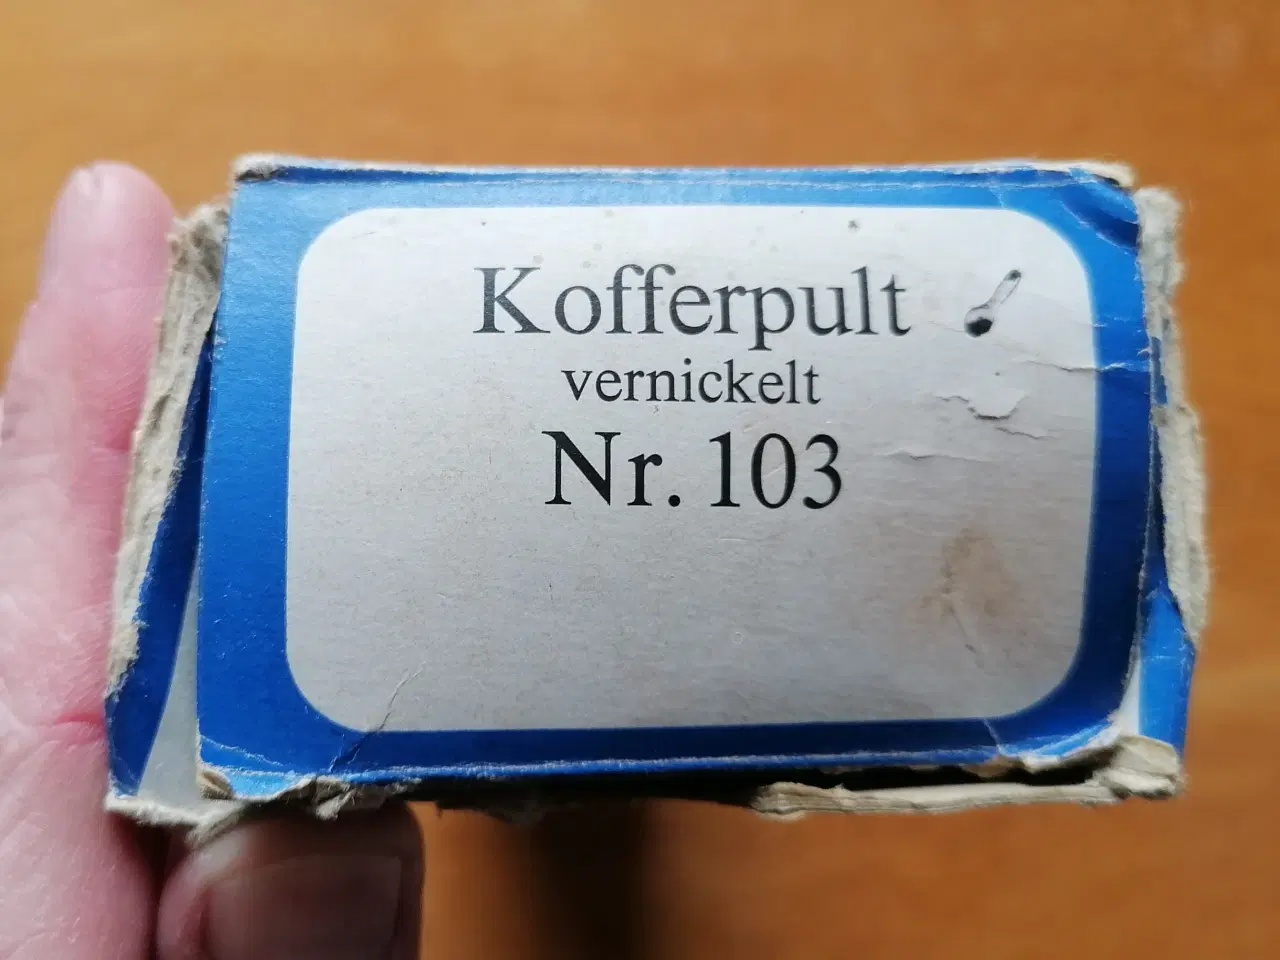 Kofferpult
vernickelt
Nr. 103